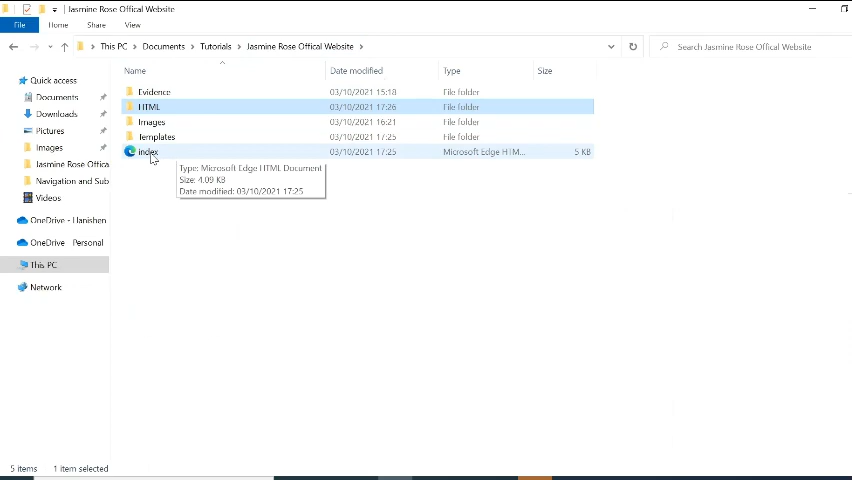 Jasmine Rose Offical Website
File Home Share View
This PC Documents Tutorials Jasmine Rose Offical Website
Search Jasmine Rose Offical Website
Name Date modified Type Size
Quick access
Documents
Downloads
Pictures
Images
Jasmine Rose Offica
Navigation and Sub
Videos
OneDrive - Hanishen
OneDrive - Personal
This PC
Network
Evidence 03/10/2021 15:18 File folder
HTML 03/10/2021 17:26 File folder
Images 03/10/2021 16:21 File folder
Templates 03/10/2021 17:25 File folder
index 03/10/2021 17:25 Microsoft Edge HTM... 5 KB
Type: Microsoft Edge HTML Document
Size: 4.09 KB
Date modified: 03/10/2021 17:25
5 items 1 item selected